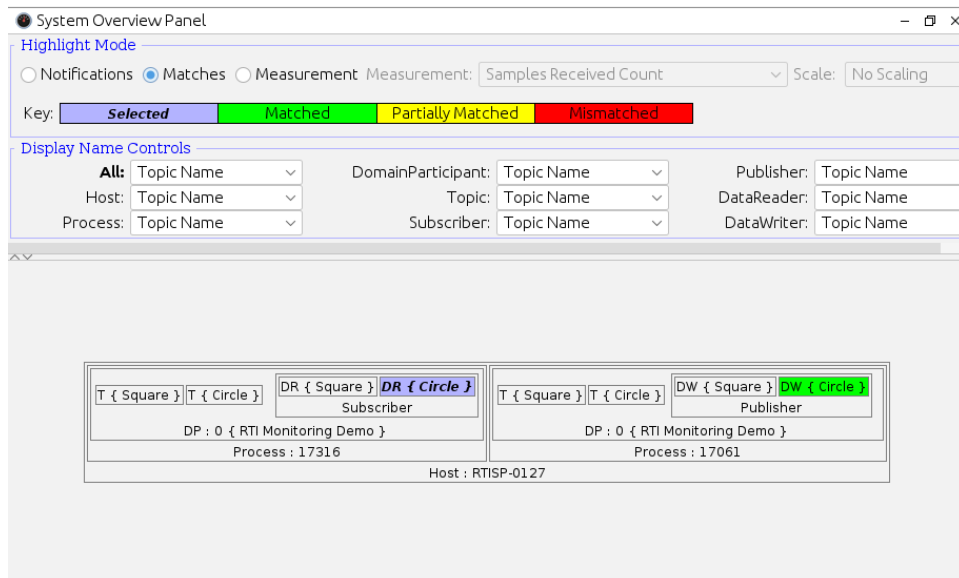 System Overview Panel
Highlight Mode
Notifications Matches Measurement Measurement: Samples Received Count Scale: No Scaling
Key: Selected Matched Partially Matched Mismatched
Display Name Controls
All: Topic Name DomainParticipant: Topic Name Publisher: Topic Name
Host: Topic Name Topic: Topic Name DataReader: Topic Name
Process: Topic Name Subscriber: Topic Name DataWriter: Topic Name
T { Square } T { Circle } DR { Square } DR { Circle } T { Square } T { Circle } DW { Square } DW { Circle }
Subscriber Publisher
DP : 0 { RTI Monitoring Demo } DP : 0 { RTI Monitoring Demo }
Process : 17316 Process : 17061
Host : RTISP-0127